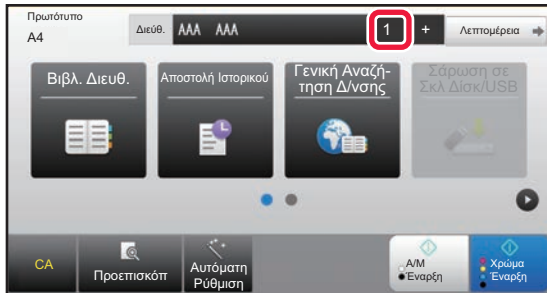 Πρωτότυπο
A4
Διεύθ. AAA AAA 1 + Λεπτομέρεια
Βιβλ. Διευθ.
Αποστολή Ιστορικού
Γενική Αναζή-
τηση Δ/νσης
Σάρωση σε
Σκλ Δίσκ/USB
CA
Προεπισκόπ
Αυτόματη
Ρύθμιση
Α/Μ
Έναρξη
Χρώμα
Έναρξη